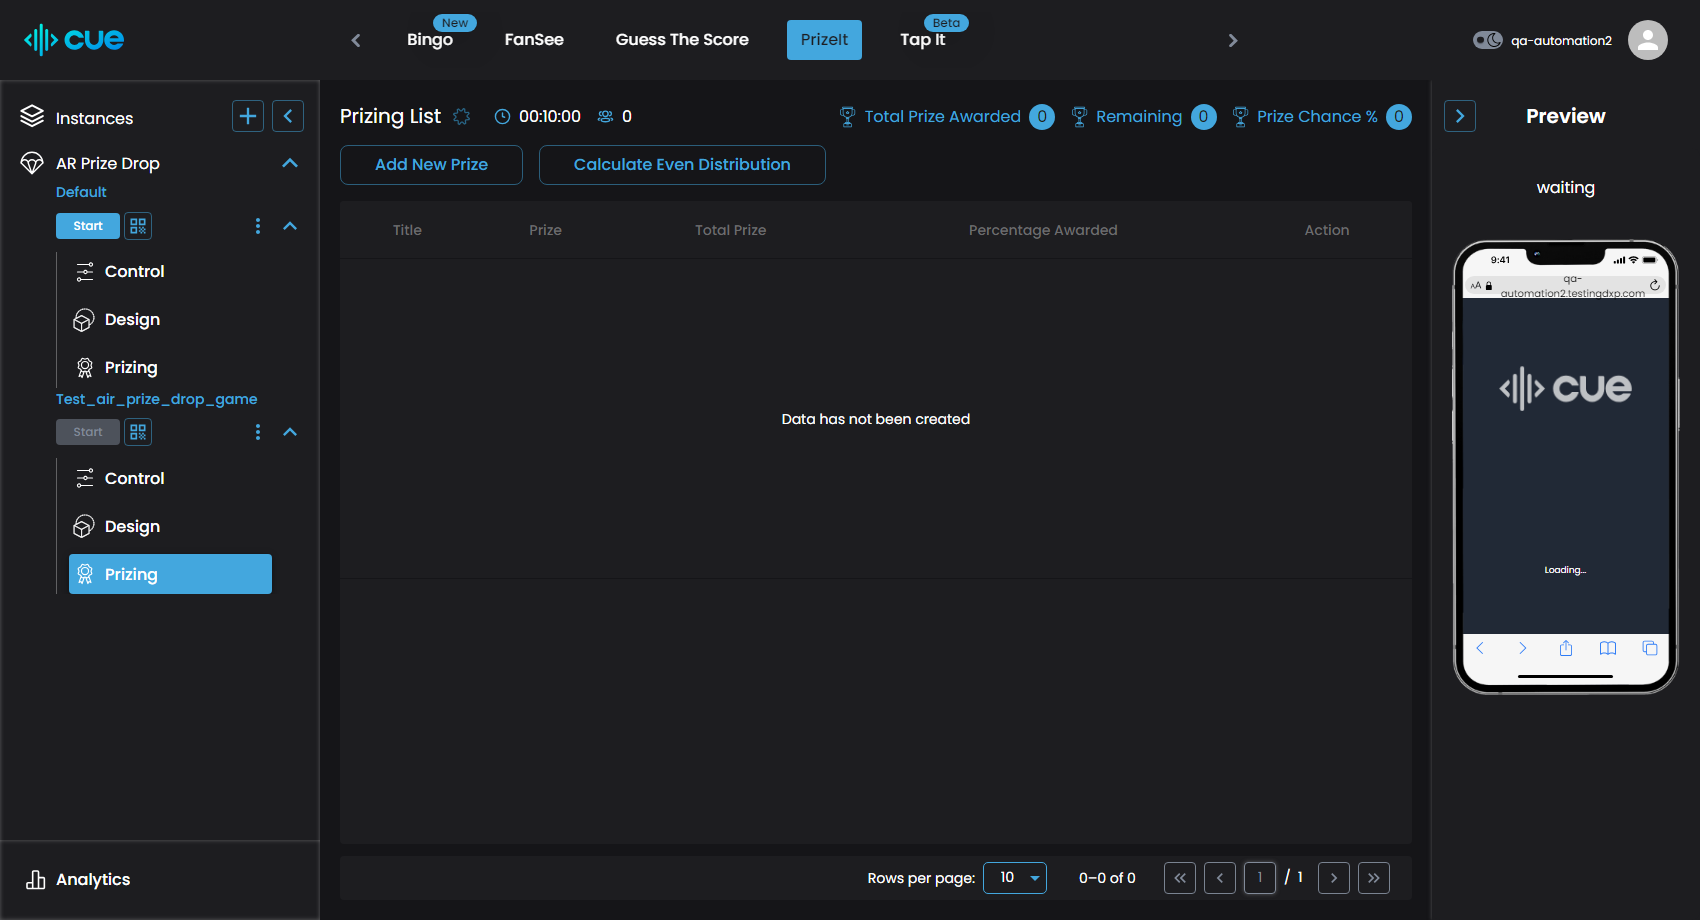 cue
New
Bingo
FanSee
Guess The Score
PrizeIt
Beta
Tap It
qa-automation2
Instances
AR Prize Drop
Default
Start
Control
Design
Prizing
Test_air_prize_drop_game
Start
Control
Design
Prizing
Analytics
Prizing List
00:10:00
0
Total Prize Awarded 0
Remaining 0
Prize Chance % 0
Add New Prize
Calculate Even Distribution
Title Prize Total Prize Percentage Awarded Action
Data has not been created
Rows per page: 10 0–0 of 0 1 / 1
Preview
waiting
9:41
AA
qa-
automation2.testingdxp.com
cue
Loading...